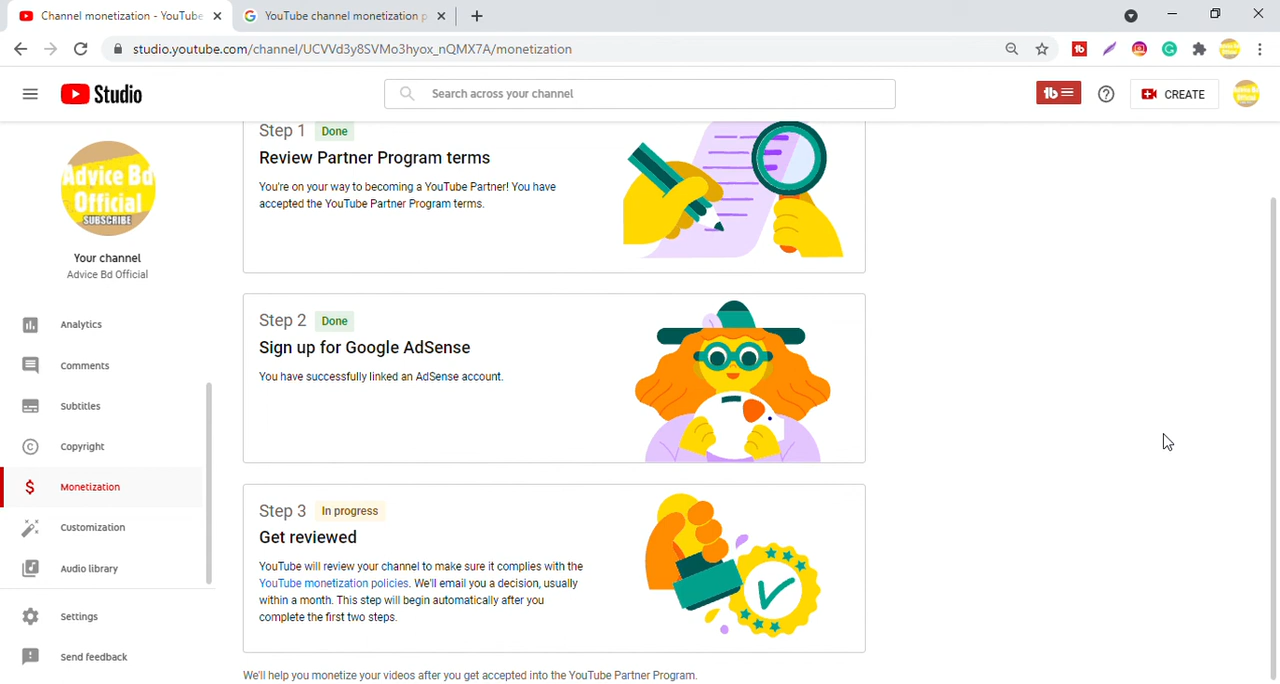 Channel monetization - YouTube
YouTube channel monetization p
studio.youtube.com/channel/UCVVd3y8SVMo3hyox_nQMX7A/monetization
Studio
Search across your channel
CREATE
Advice Bd
Official
SUBSCRIBE
Your channel
Advice Bd Official
Analytics
Comments
Subtitles
Copyright
Monetization
Customization
Audio library
Settings
Send feedback
Step 1 Done
Review Partner Program terms
You're on your way to becoming a YouTube Partner! You have
accepted the YouTube Partner Program terms.
Step 2 Done
Sign up for Google AdSense
You have successfully linked an AdSense account.
Step 3 In progress
Get reviewed
YouTube will review your channel to make sure it complies with the
YouTube monetization policies. We'll email you a decision, usually
within a month. This step will begin automatically after you
complete the first two steps.
We'll help you monetize your videos after you get accepted into the YouTube Partner Program.